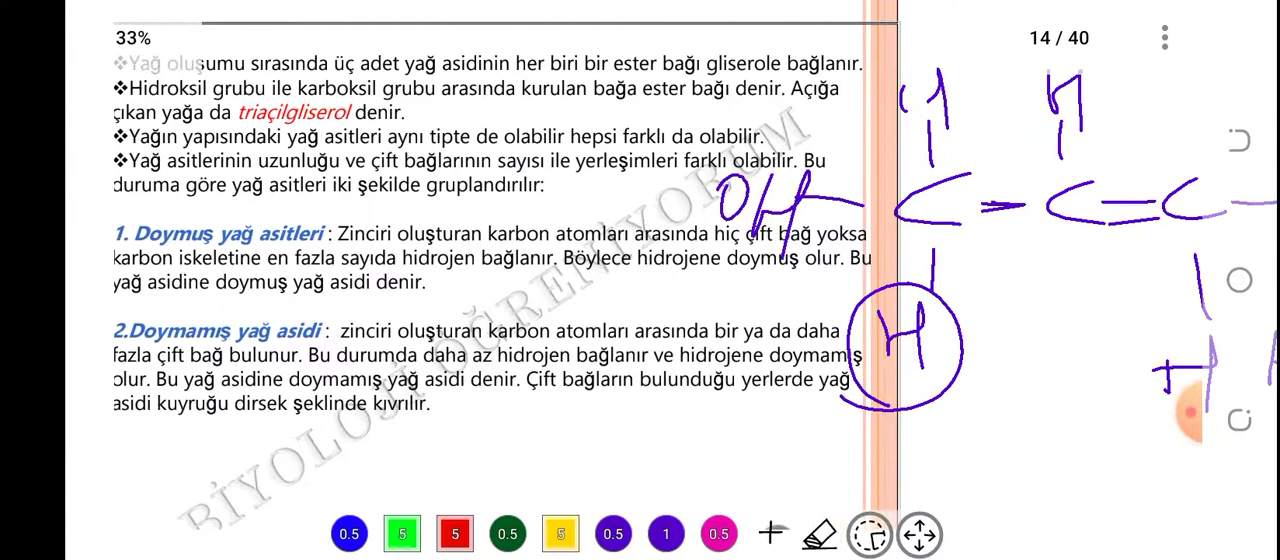 33%
14 / 40
❖Yağ oluşumu sırasında üç adet yağ asidinin her biri bir ester bağı gliserole bağlanır.
❖Hidroksil grubu ile karboksil grubu arasında kurulan bağa ester bağı denir. Açığa
çıkan yağa da triaçilgliserol denir.
❖Yağın yapısındaki yağ asitleri aynı tipte de olabilir hepsi farklı da olabilir.
❖Yağ asitlerinin uzunluğu ve çift bağlarının sayısı ile yerleşimleri farklı olabilir. Bu
duruma göre yağ asitleri iki şekilde gruplandırılır:
1. Doymuş yağ asitleri : Zinciri oluşturan karbon atomları arasında hiç çift bağ yoksa
karbon iskeletine en fazla sayıda hidrojen bağlanır. Böylece hidrojene doymuş olur. Bu
yağ asidine doymuş yağ asidi denir.
2.Doymamış yağ asidi : zinciri oluşturan karbon atomları arasında bir ya da daha
fazla çift bağ bulunur. Bu durumda daha az hidrojen bağlanır ve hidrojene doymamış
olur. Bu yağ asidine doymamış yağ asidi denir. Çift bağların bulunduğu yerlerde yağ
asidi kuyruğu dirsek şeklinde kıvrılır.
BİYOLOJİ ÖĞRENİYORUM
H H
OH C C C
H H
0.5 5 5 0.5 5 0.5 1 0.5